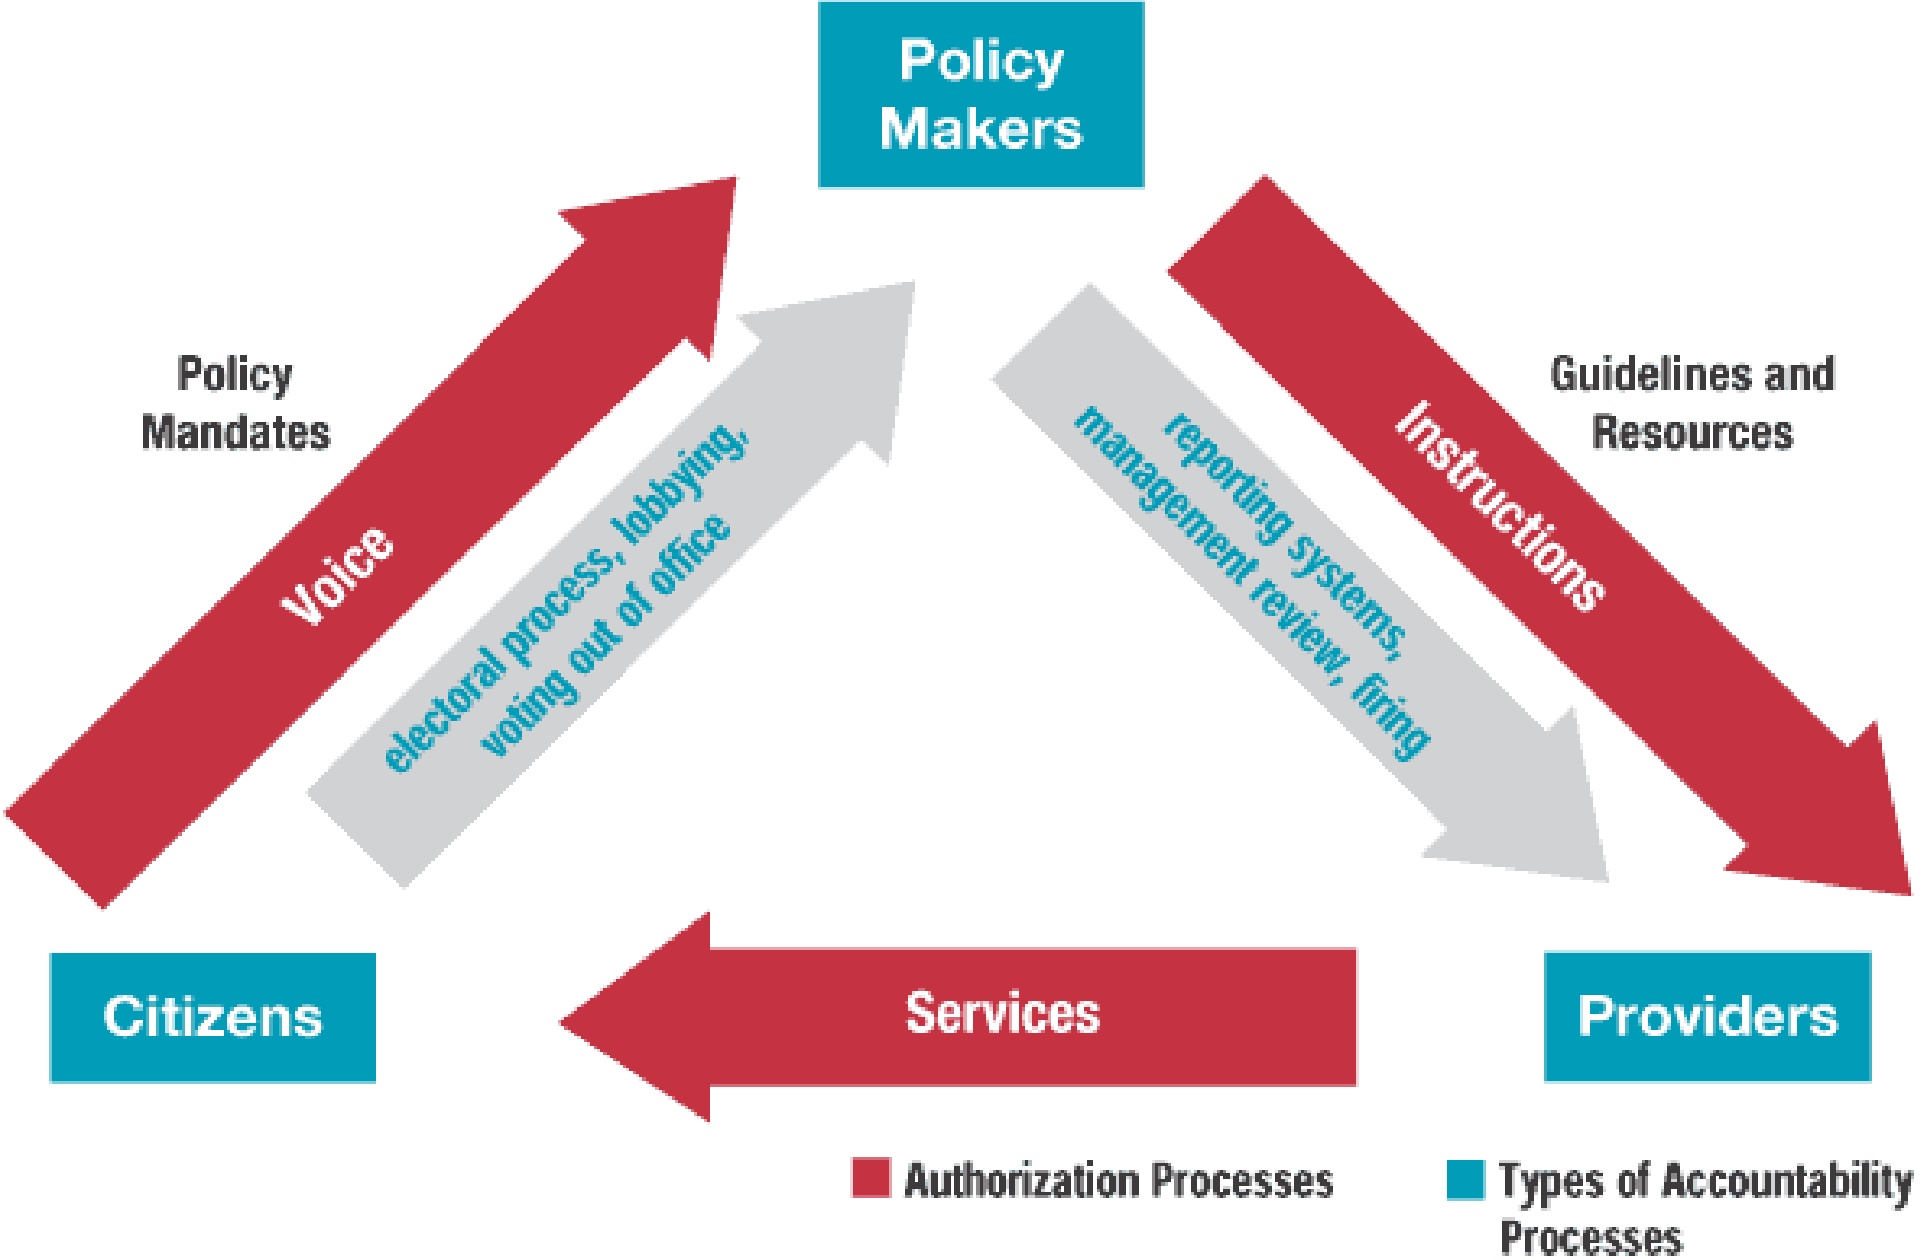 Policy
Makers
Policy
Mandates
Voice
electoral process, lobbying,
voting out of office
reporting systems,
management review, firing
Instructions
Guidelines and
Resources
Citizens
Services
Providers
Authorization Processes
Types of Accountability
Processes